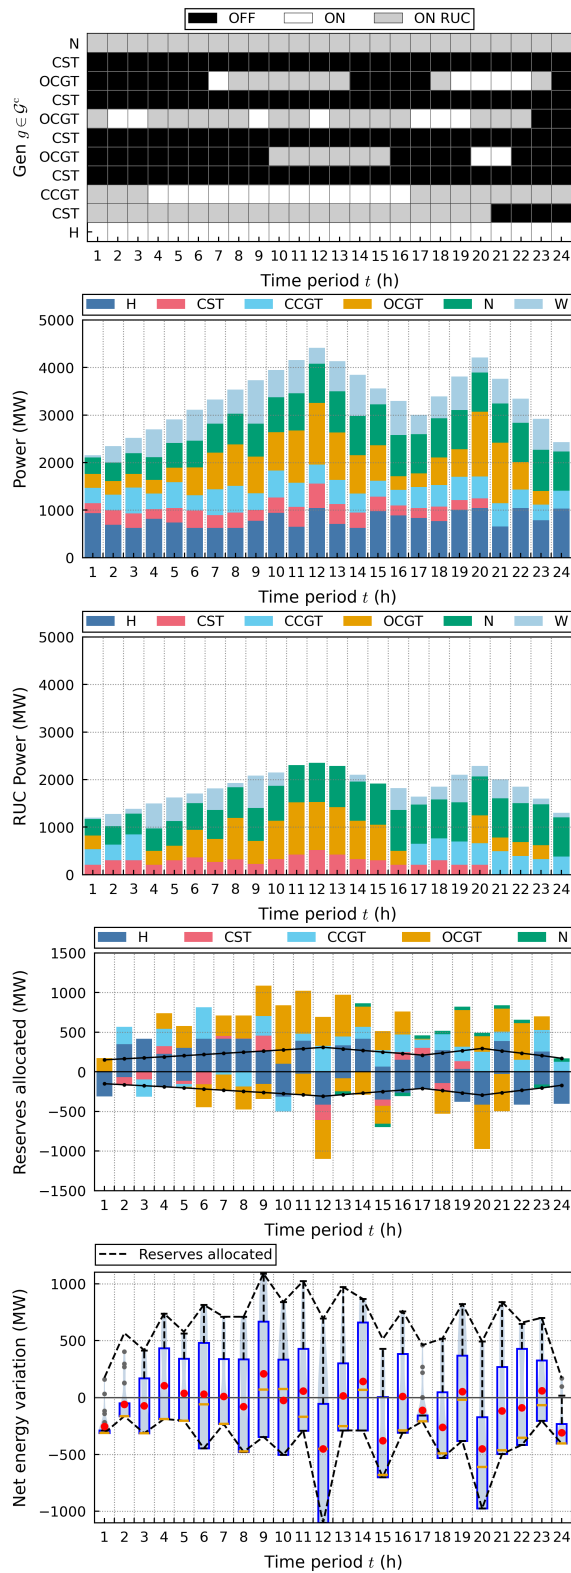 OFF ON ON RUC
N
CST
OCGT
CST
OCGT
CST
OCGT
CST
CCGT
CST
H
Gen g ∈ 𝒢ᶜ
1 2 3 4 5 6 7 8 9 10 11 12 13 14 15 16 17 18 19 20 21 22 23 24
Time period t (h)
H CST CCGT OCGT N W
5000
4000
3000
2000
1000
0
Power (MW)
1 2 3 4 5 6 7 8 9 10 11 12 13 14 15 16 17 18 19 20 21 22 23 24
Time period t (h)
H CST CCGT OCGT N W
5000
4000
3000
2000
1000
0
RUC Power (MW)
1 2 3 4 5 6 7 8 9 10 11 12 13 14 15 16 17 18 19 20 21 22 23 24
Time period t (h)
H CST CCGT OCGT N
1500
1000
500
0
−500
−1000
−1500
Reserves allocated (MW)
1 2 3 4 5 6 7 8 9 10 11 12 13 14 15 16 17 18 19 20 21 22 23 24
Time period t (h)
Reserves allocated
1000
500
0
−500
−1000
Net energy variation (MW)
1 2 3 4 5 6 7 8 9 10 11 12 13 14 15 16 17 18 19 20 21 22 23 24
Time period t (h)